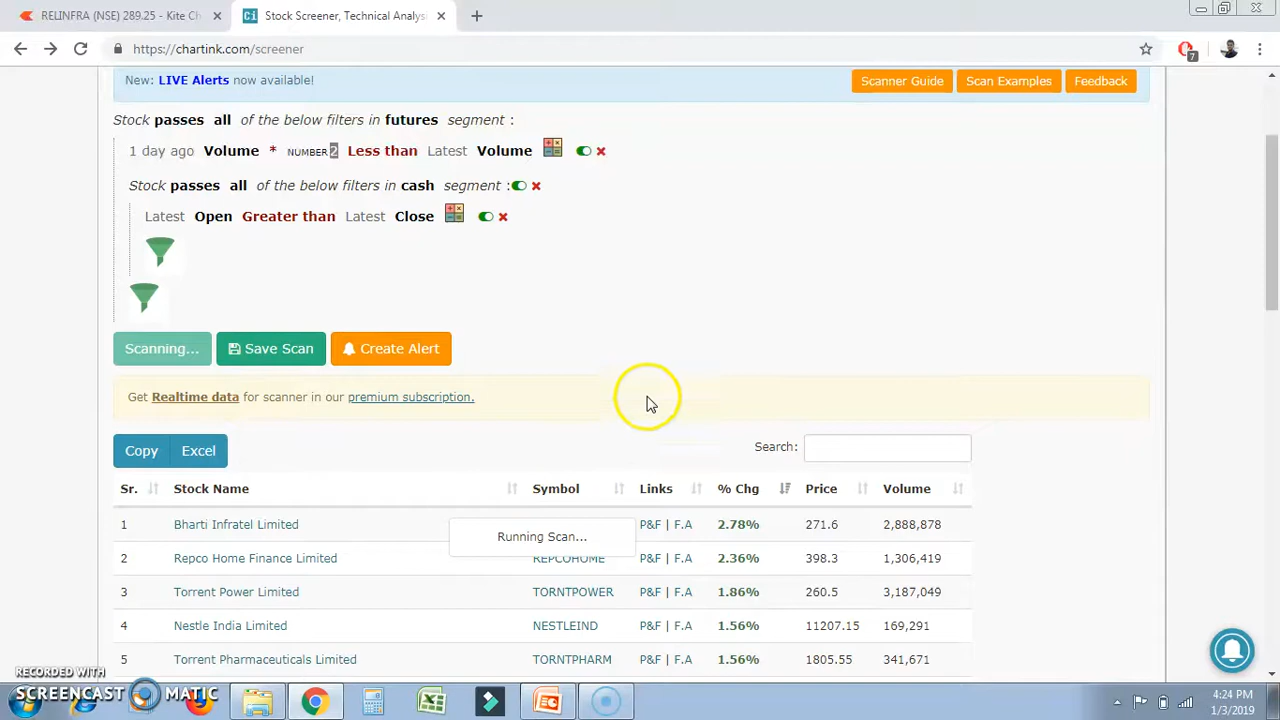 RELINFRA (NSE) 289.25 - Kite Ch
Stock Screener, Technical Analys
https://chartink.com/screener
7
New: LIVE Alerts now available!
Scanner Guide
Scan Examples
Feedback
Stock passes all of the below filters in futures segment :
1 day ago Volume * NUMBER 2 Less than Latest Volume
Stock passes all of the below filters in cash segment :
Latest Open Greater than Latest Close
Scanning...
Save Scan
Create Alert
Get Realtime data for scanner in our premium subscription.
Copy
Excel
Search:
Sr. Stock Name Symbol Links % Chg Price Volume
1 Bharti Infratel Limited P&F | F.A 2.78% 271.6 2,888,878
Running Scan...
2 Repco Home Finance Limited REPCOHOME P&F | F.A 2.36% 398.3 1,306,419
3 Torrent Power Limited TORNTPOWER P&F | F.A 1.86% 260.5 3,187,049
4 Nestle India Limited NESTLEIND P&F | F.A 1.56% 11207.15 169,291
5 Torrent Pharmaceuticals Limited TORNTPHARM P&F | F.A 1.56% 1805.55 341,671
RECORDED WITH
SCREENCAST MATIC
4:24 PM
1/3/2019